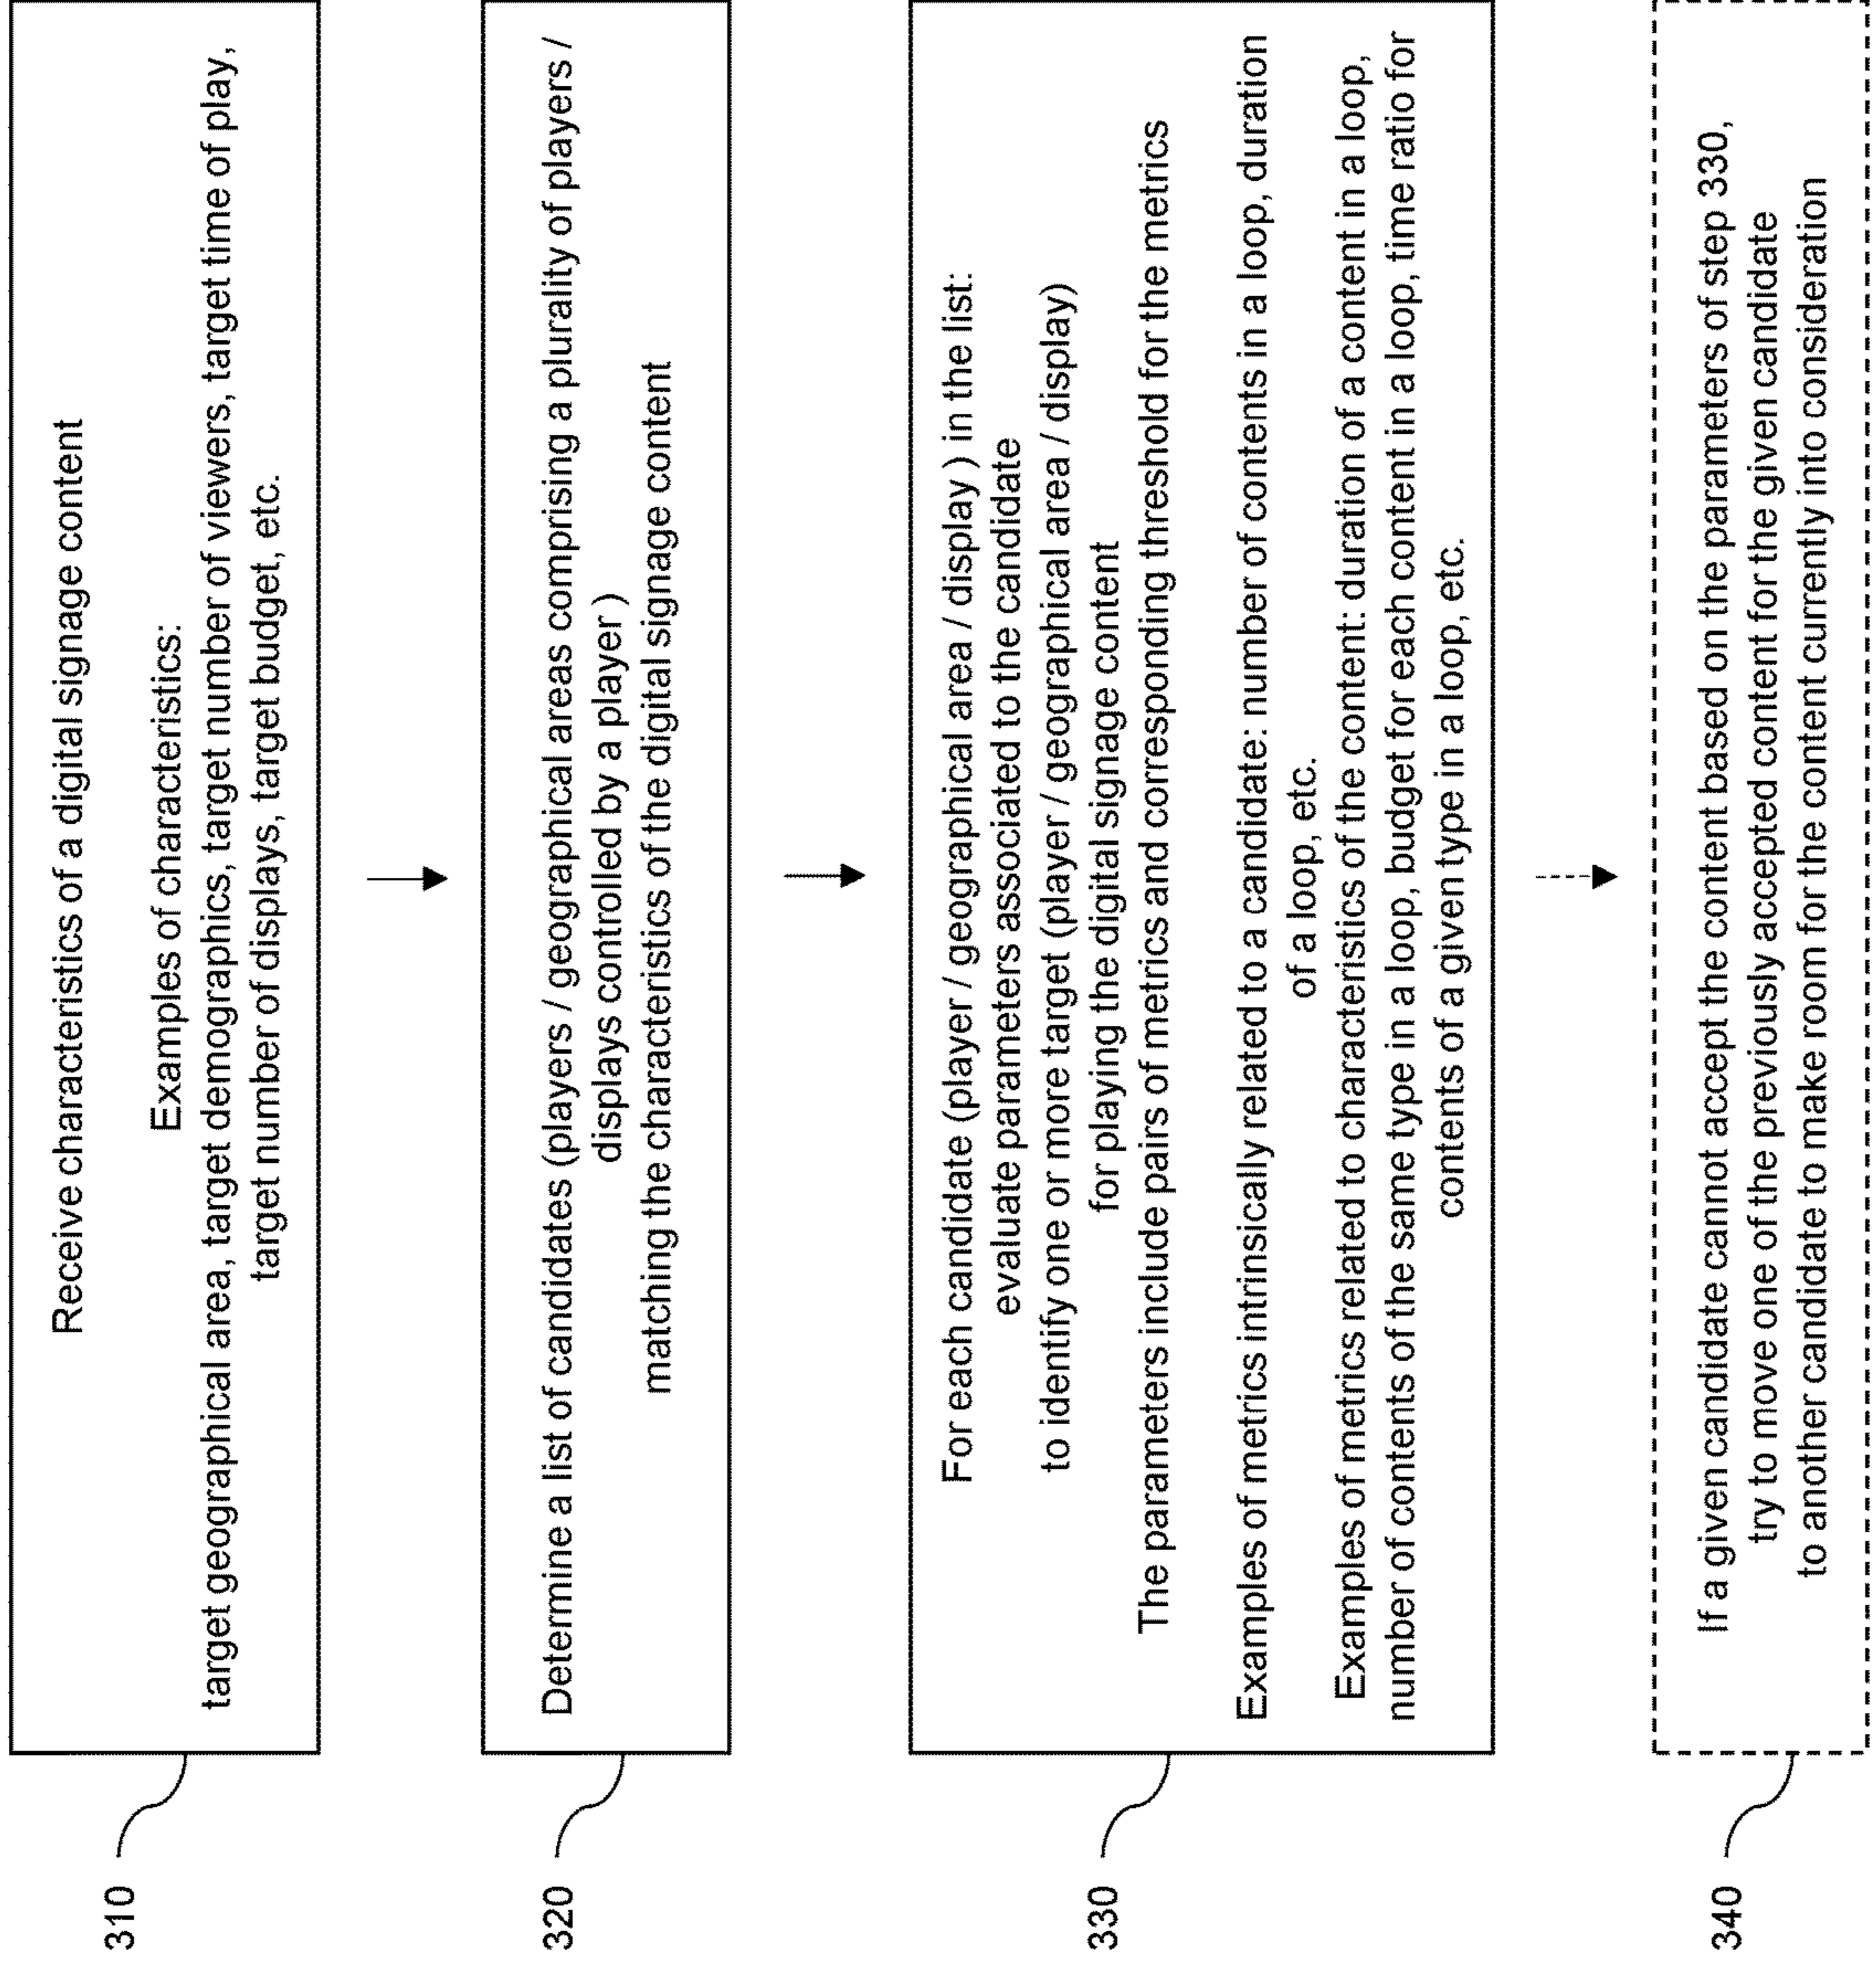 310
Receive characteristics of a digital signage content
Examples of characteristics:
target geographical area, target demographics, target number of viewers, target time of play,
target number of displays, target budget, etc.
320
Determine a list of candidates (players / geographical areas comprising a plurality of players /
displays controlled by a player )
matching the characteristics of the digital signage content
330
For each candidate (player / geographical area / display ) in the list:
evaluate parameters associated to the candidate
to identify one or more target (player / geographical area / display)
for playing the digital signage content
The parameters include pairs of metrics and corresponding threshold for the metrics
Examples of metrics intrinsically related to a candidate: number of contents in a loop, duration
of a loop, etc.
Examples of metrics related to characteristics of the content: duration of a content in a loop,
number of contents of the same type in a loop, budget for each content in a loop, time ratio for
contents of a given type in a loop, etc.
340
If a given candidate cannot accept the content based on the parameters of step 330,
try to move one of the previously accepted content for the given candidate
to another candidate to make room for the content currently into consideration